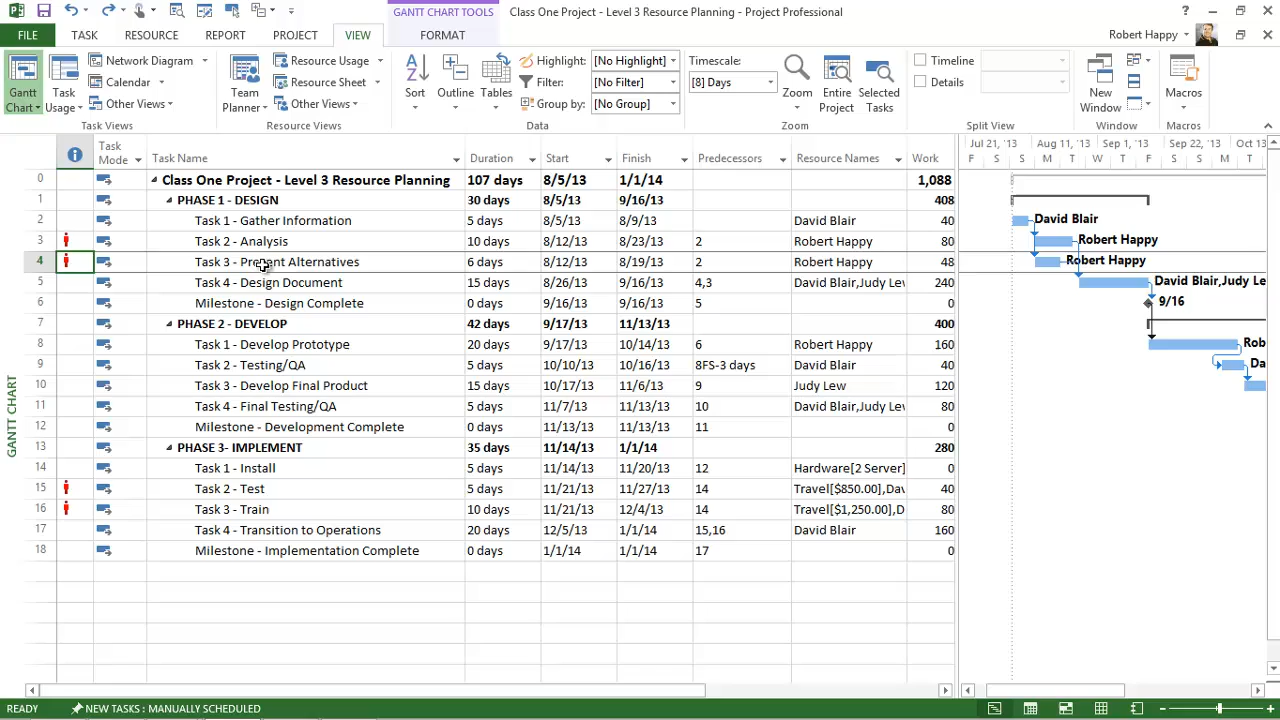 GANTT CHART TOOLS
Class One Project - Level 3 Resource Planning - Project Professional
FILE TASK RESOURCE REPORT PROJECT VIEW FORMAT
Robert Happy
Gantt Chart
Task Usage
Network Diagram
Calendar
Other Views
Task Views
Team Planner
Resource Usage
Resource Sheet
Other Views
Resource Views
Sort
Outline
Tables
Highlight: [No Highlight]
Filter: [No Filter]
Group by: [No Group]
Data
Timescale:
[8] Days
Zoom
Entire Project
Selected Tasks
Zoom
Timeline
Details
Split View
New Window
Window
Macros
Macros
Task Mode Task Name Duration Start Finish Predecessors Resource Names Work
0 Class One Project - Level 3 Resource Planning 107 days 8/5/13 1/1/14 1,088
1 PHASE 1 - DESIGN 30 days 8/5/13 9/16/13 408
2 Task 1 - Gather Information 5 days 8/5/13 8/9/13 David Blair 40
3 Task 2 - Analysis 10 days 8/12/13 8/23/13 2 Robert Happy 80
4 Task 3 - Present Alternatives 6 days 8/12/13 8/19/13 2 Robert Happy 48
5 Task 4 - Design Document 15 days 8/26/13 9/13/13 4,3 David Blair,Judy Lew 240
6 Milestone - Design Complete 0 days 9/16/13 9/16/13 5 0
7 PHASE 2 - DEVELOP 42 days 9/17/13 11/13/13 400
8 Task 1 - Develop Prototype 20 days 9/17/13 10/14/13 6 Robert Happy 160
9 Task 2 - Testing/QA 5 days 10/10/13 10/16/13 8FS-3 days David Blair 40
10 Task 3 - Develop Final Product 15 days 10/17/13 11/6/13 9 Judy Lew 120
11 Task 4 - Final Testing/QA 5 days 11/7/13 11/13/13 10 David Blair,Judy Lew 80
12 Milestone - Development Complete 0 days 11/13/13 11/13/13 11 0
13 PHASE 3- IMPLEMENT 35 days 11/14/13 1/1/14 280
14 Task 1 - Install 5 days 11/14/13 11/20/13 12 Hardware[2 Server] 0
15 Task 2 - Test 5 days 11/21/13 11/27/13 14 Travel[$850.00],Dav 40
16 Task 3 - Train 10 days 11/21/13 12/4/13 14 Travel[$1,250.00],D 80
17 Task 4 - Transition to Operations 20 days 12/5/13 1/1/14 15,16 David Blair 160
18 Milestone - Implementation Complete 0 days 1/1/14 1/1/14 17 0
GANTT CHART
Jul 21, '13 Aug 11, '13 Sep 1, '13 Sep 22, '13 Oct 13
F S S M T W T F S S M T
David Blair
Robert Happy
Robert Happy
David Blair,Judy Le
9/16
Rob
Da
READY NEW TASKS : MANUALLY SCHEDULED